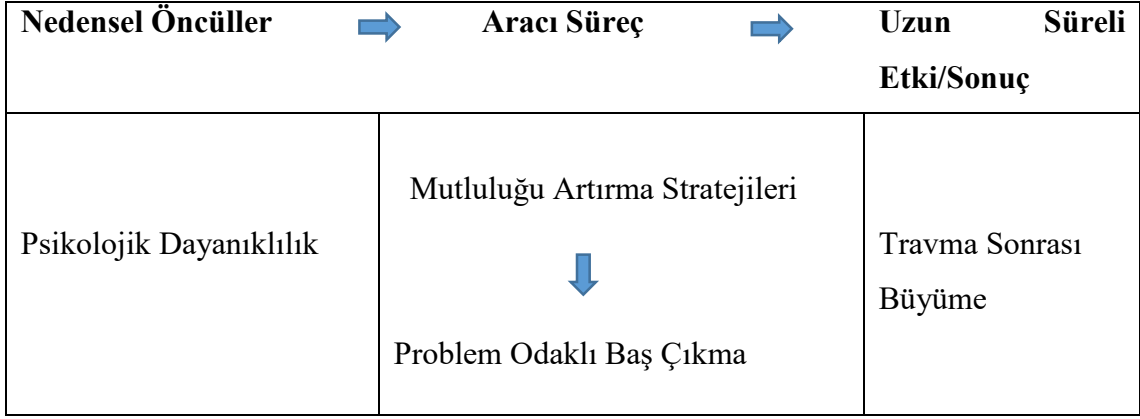 Nedensel Öncüller
Aracı Süreç
Uzun Süreli
Etki/Sonuç
Psikolojik Dayanıklılık
Mutluluğu Artırma Stratejileri
Problem Odaklı Baş Çıkma
Travma Sonrası
Büyüme